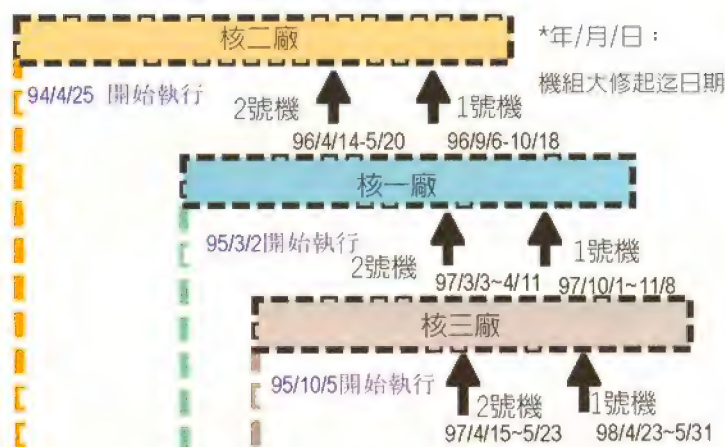 核二廠
*年/月/日：
機組大修起迄日期
94/4/25 開始執行
2號機
1號機
96/4/14-5/20
96/9/6-10/18
核一廠
95/3/2開始執行
2號機
1號機
97/3/3~4/11
97/10/1~11/8
核三廠
95/10/5開始執行
2號機
1號機
97/4/15~5/23
98/4/23~5/31